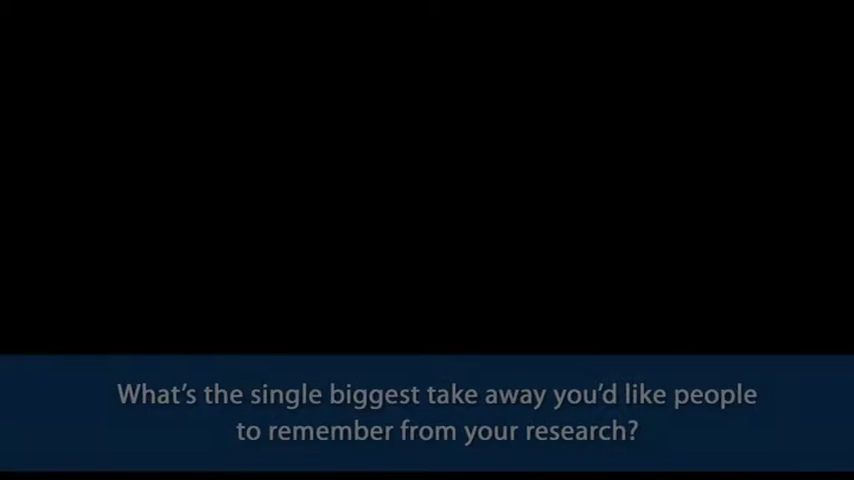 What's the single biggest take away you'd like people
to remember from your research?